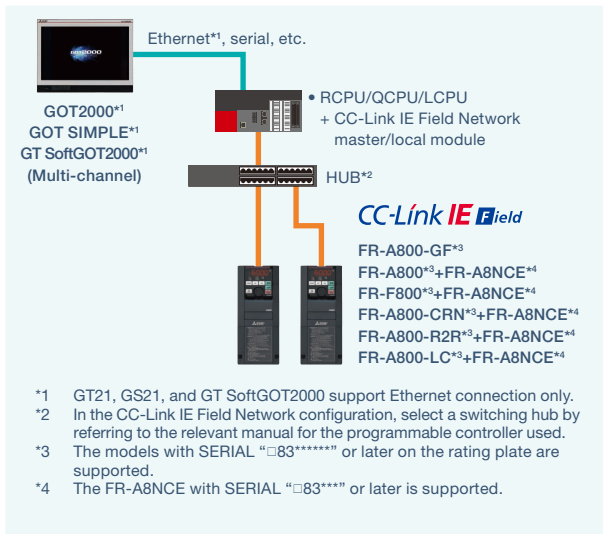 GOT2000
Ethernet*1, serial, etc.
GOT2000*1
GOT SIMPLE*1
GT SoftGOT2000*1
(Multi-channel)
• RCPU/QCPU/LCPU
+ CC-Link IE Field Network
master/local module
HUB*2
CC-Link IE Field
FR-A800-GF*3
FR-A800*3+FR-A8NCE*4
FR-F800*3+FR-A8NCE*4
FR-A800-CRN*3+FR-A8NCE*4
FR-A800-R2R*3+FR-A8NCE*4
FR-A800-LC*3+FR-A8NCE*4
*1 GT21, GS21, and GT SoftGOT2000 support Ethernet connection only.
*2 In the CC-Link IE Field Network configuration, select a switching hub by
referring to the relevant manual for the programmable controller used.
*3 The models with SERIAL “□83******” or later on the rating plate are
supported.
*4 The FR-A8NCE with SERIAL “□83***” or later is supported.